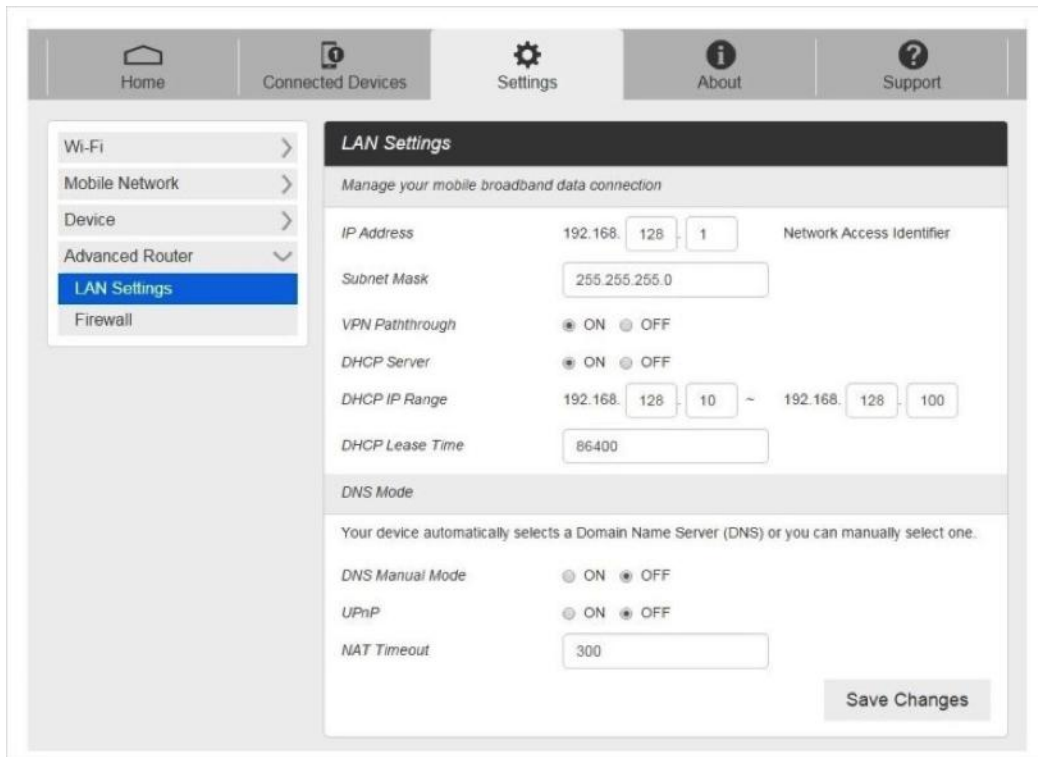 1
Home Connected Devices Settings About Support
Wi-Fi
Mobile Network
Device
Advanced Router
LAN Settings
Firewall
LAN Settings
Manage your mobile broadband data connection
IP Address 192.168. 128 . 1 Network Access Identifier
Subnet Mask 255.255.255.0
VPN Paththrough ON OFF
DHCP Server ON OFF
DHCP IP Range 192.168. 128 . 10 ~ 192.168. 128 . 100
DHCP Lease Time 86400
DNS Mode
Your device automatically selects a Domain Name Server (DNS) or you can manually select one.
DNS Manual Mode ON OFF
UPnP ON OFF
NAT Timeout 300
Save Changes